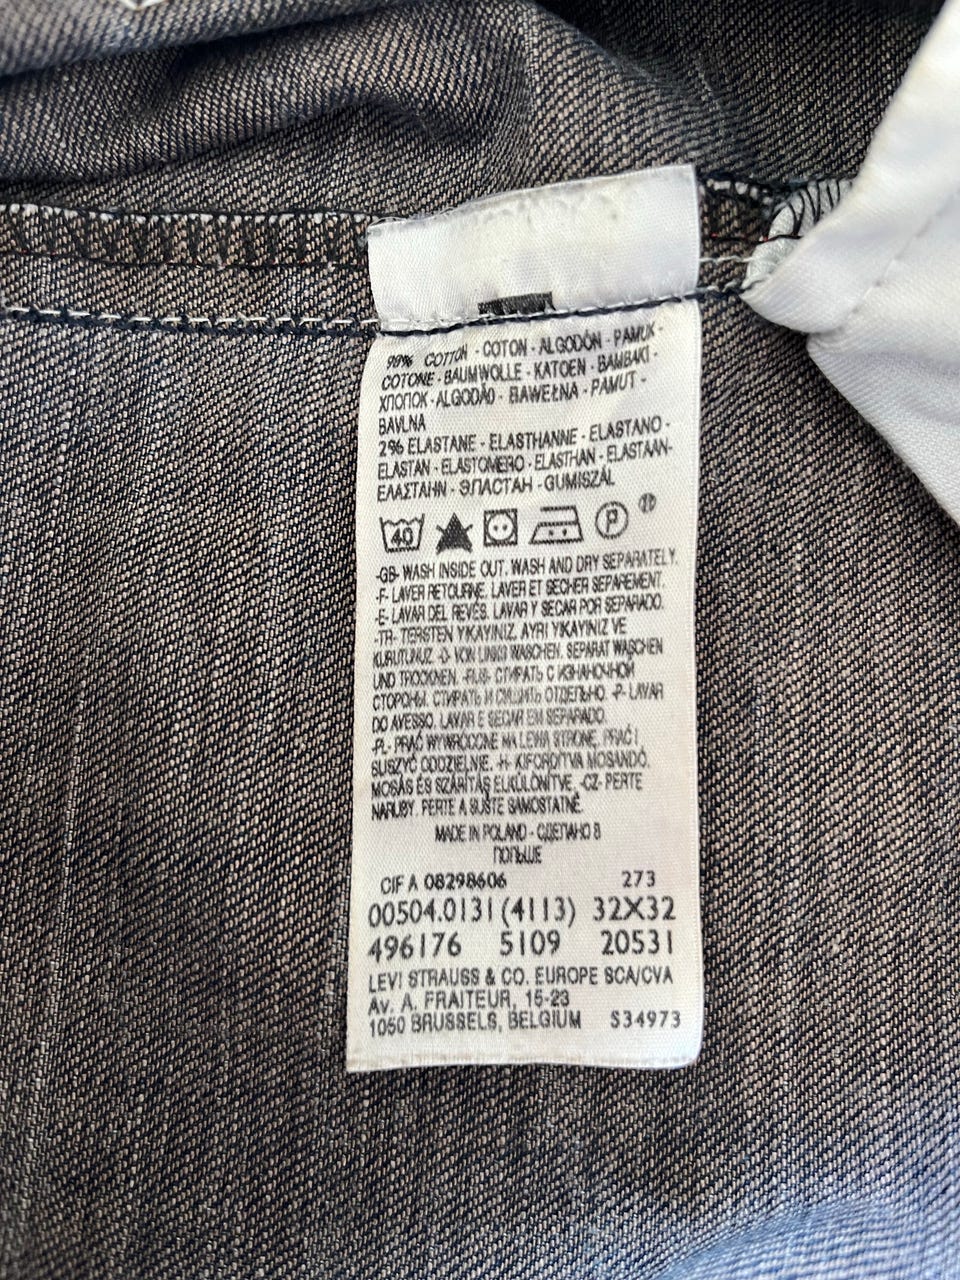 98% COTTON - COTON - ALGODÓN - PAMUK -
COTONE - BAUMWOLLE - KATOEN - BAMBAKI -
ХЛОПОК - ALGODÃO - BAWEŁNA - PAMUT -
BAVLNA
2% ELASTANE - ELASTHANNE - ELASTANO -
ELASTAN - ELASTOMERO - ELASTHAN - ELASTAAN -
ΕΛΑΣΤΑΗΝ - ЭЛАСТАН - GUMISZÁL
40 P
-GB- WASH INSIDE OUT. WASH AND DRY SEPARATELY.
-F- LAVER RETOURNE. LAVER ET SECHER SEPAREMENT.
-E- LAVAR DEL REVÉS. LAVAR Y SECAR POR SEPARADO.
-TR- TERSTEN YIKAYINIZ. AYRI YIKAYINIZ VE
KURUTUNUZ. -D- VON LINKS WASCHEN. SEPARAT WASCHEN
UND TROCKNEN. -RUS- СТИРАТЬ С ИЗНАНОЧНОЙ
СТОРОНЫ. СТИРАТЬ И СУШИТЬ ОТДЕЛЬНО. -P- LAVAR
DO AVESSO. LAVAR E SECAR EM SEPARADO.
-PL- PRAĆ WYWRÓCONE NA LEWĄ STRONĘ. PRAĆ I
SUSZYĆ ODDZIELNIE. -H- KIFORDÍTVA MOSANDÓ.
MOSÁS ÉS SZÁRÍTÁS ELKÜLÖNÍTVE. -CZ- PERTE
NARUBY. PERTE A SUŠTE SAMOSTATNĚ.
MADE IN POLAND - СДЕЛАНО В
ПОЛЬШЕ
CIF A 08298606 273
00504.0131 (4113) 32X32
496176 5109 20531
LEVI STRAUSS & CO. EUROPE SCA/CVA
Av. A. FRAITEUR, 15-23
1050 BRUSSELS, BELGIUM S34973